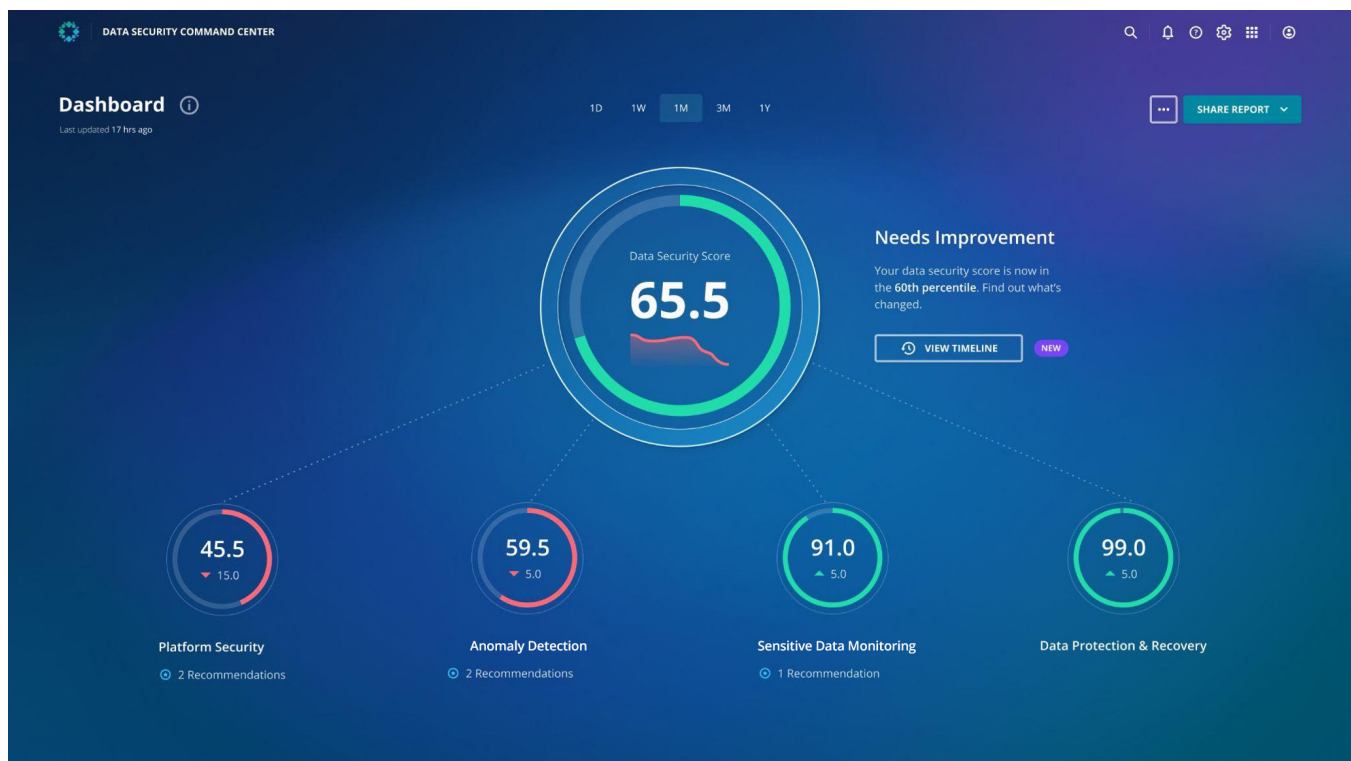 DATA SECURITY COMMAND CENTER
Dashboard
Last updated 17 hrs ago
1D 1W 1M 3M 1Y
SHARE REPORT
Data Security Score
65.5
Needs Improvement
Your data security score is now in
the 60th percentile. Find out what's
changed.
VIEW TIMELINE
NEW
45.5
15.0
Platform Security
2 Recommendations
59.5
5.0
Anomaly Detection
2 Recommendations
91.0
5.0
Sensitive Data Monitoring
1 Recommendation
99.0
5.0
Data Protection & Recovery